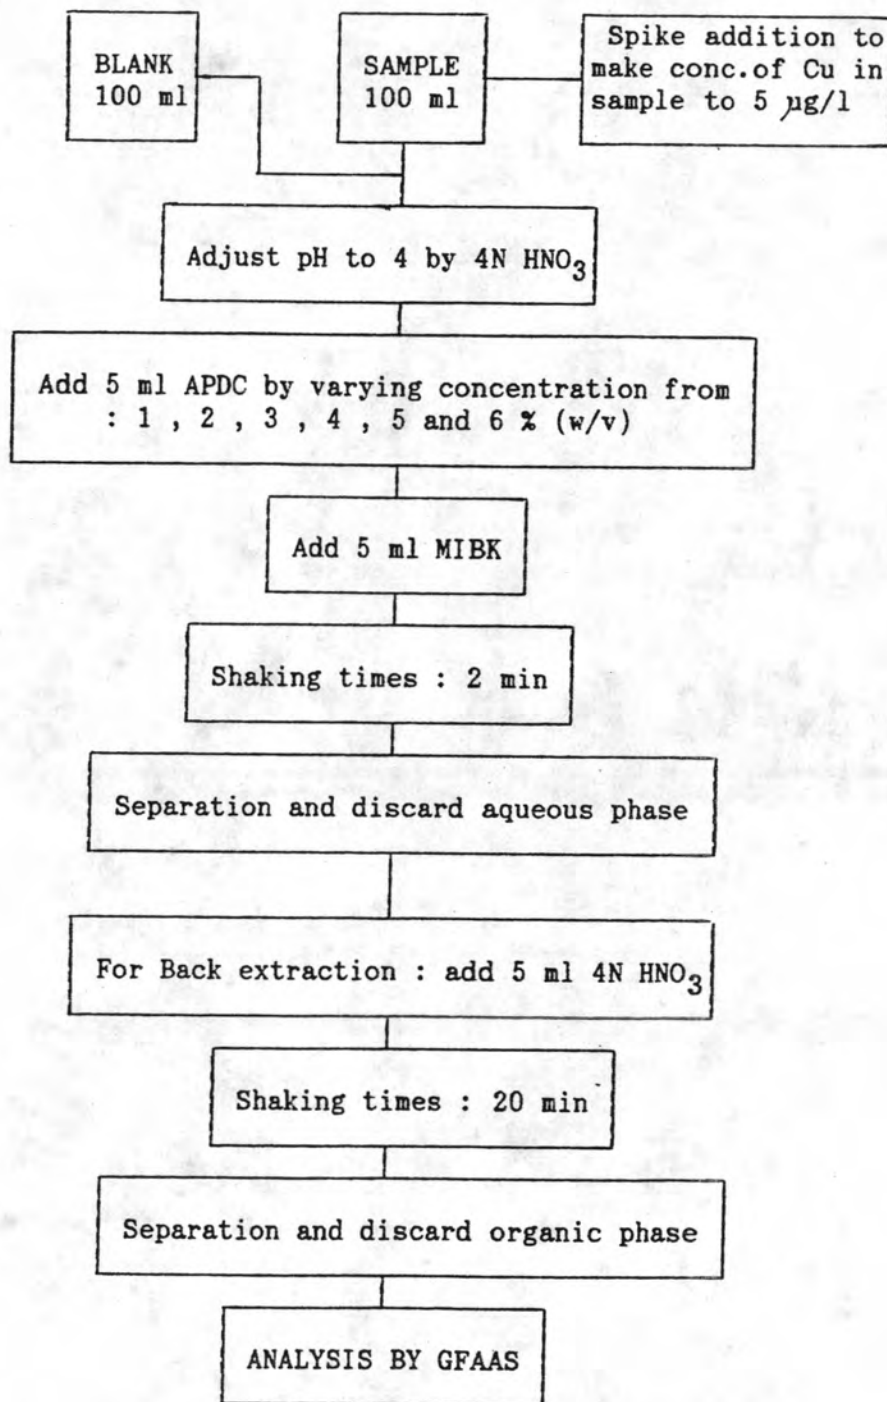 BLANK
100 ml
SAMPLE
100 ml
Spike addition to
make conc.of Cu in
sample to 5 µg/l
Adjust pH to 4 by 4N HNO3
Add 5 ml APDC by varying concentration from
: 1 , 2 , 3 , 4 , 5 and 6 % (w/v)
Add 5 ml MIBK
Shaking times : 2 min
Separation and discard aqueous phase
For Back extraction : add 5 ml 4N HNO3
Shaking times : 20 min
Separation and discard organic phase
ANALYSIS BY GFAAS